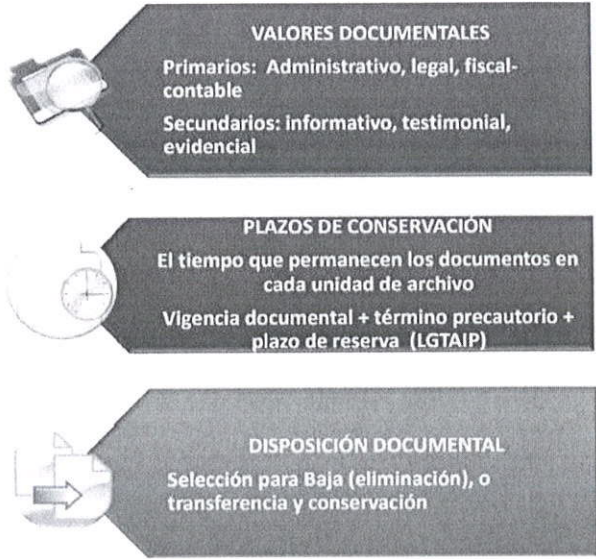 VALORES DOCUMENTALES
Primarios: Administrativo, legal, fiscal-
contable
Secundarios: informativo, testimonial,
evidencial
PLAZOS DE CONSERVACIÓN
El tiempo que permanecen los documentos en
cada unidad de archivo
Vigencia documental + término precautorio +
plazo de reserva (LGTAIP)
DISPOSICIÓN DOCUMENTAL
Selección para Baja (eliminación), o
transferencia y conservación